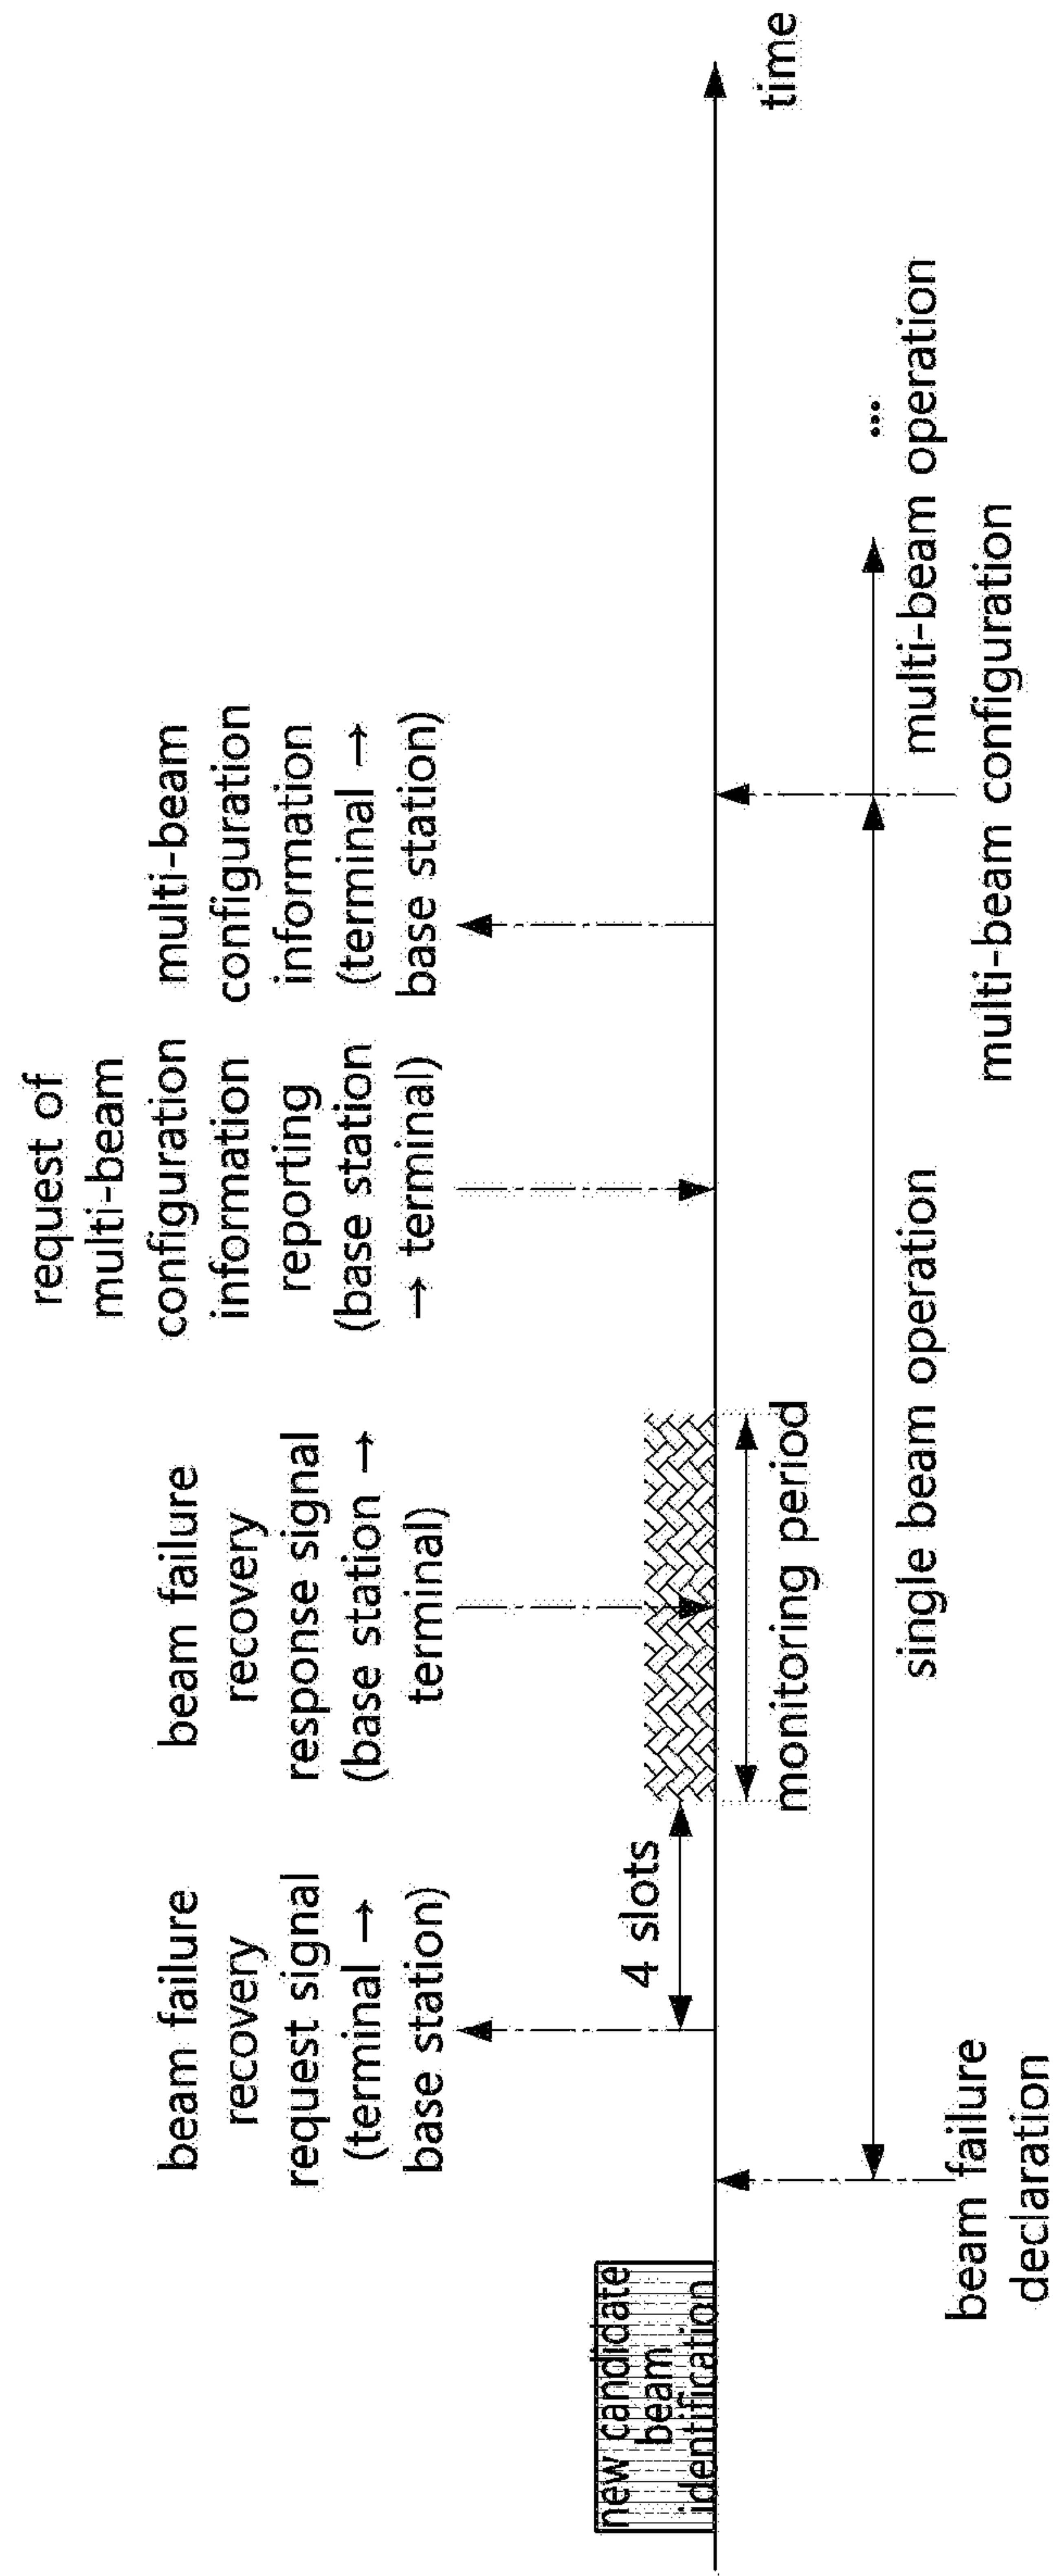 beam failure
recovery
request signal
(terminal →
base station)
beam failure
recovery
response signal
(base station →
terminal)
request of
multi-beam
configuration
information
reporting
(base station
→ terminal)
multi-beam
configuration
information
(terminal →
base station)
new candidate
beam
identification
4 slots
monitoring period
time
single beam operation
...
multi-beam operation
beam failure
declaration
multi-beam configuration